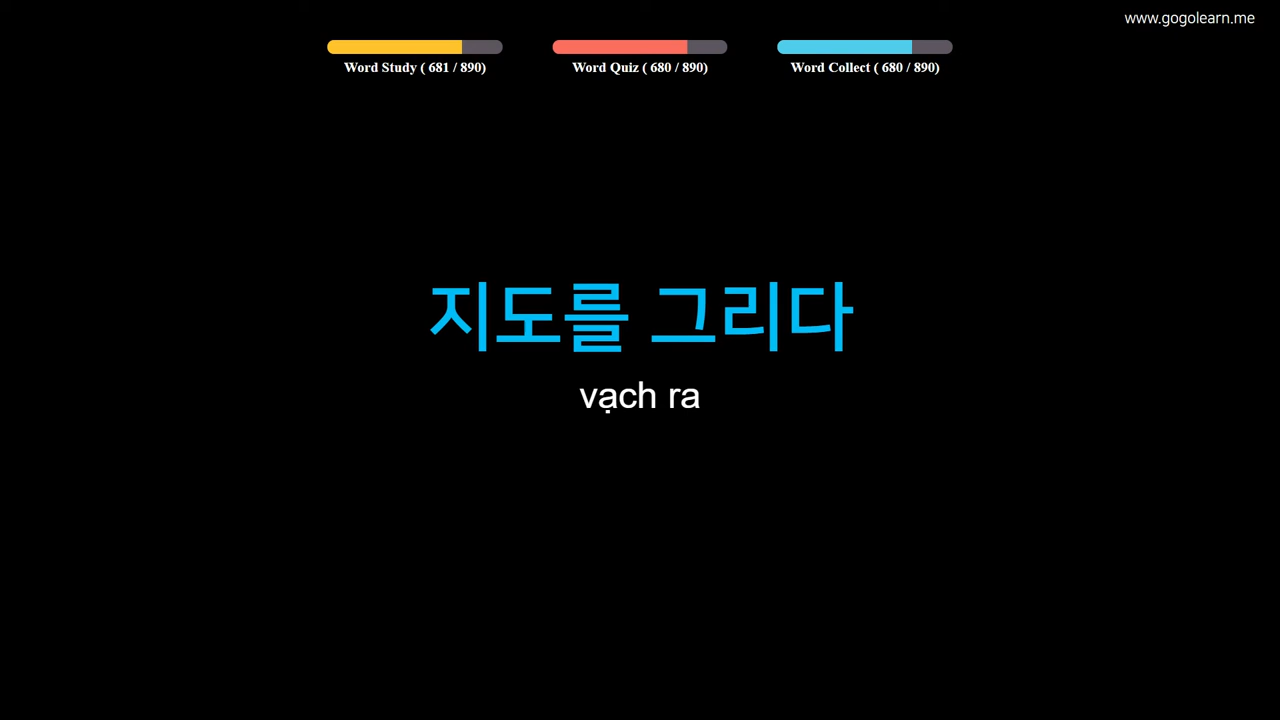 www.gogolearn.me
Word Study ( 681 / 890)
Word Quiz ( 680 / 890)
Word Collect ( 680 / 890)
지도를 그리다
vạch ra